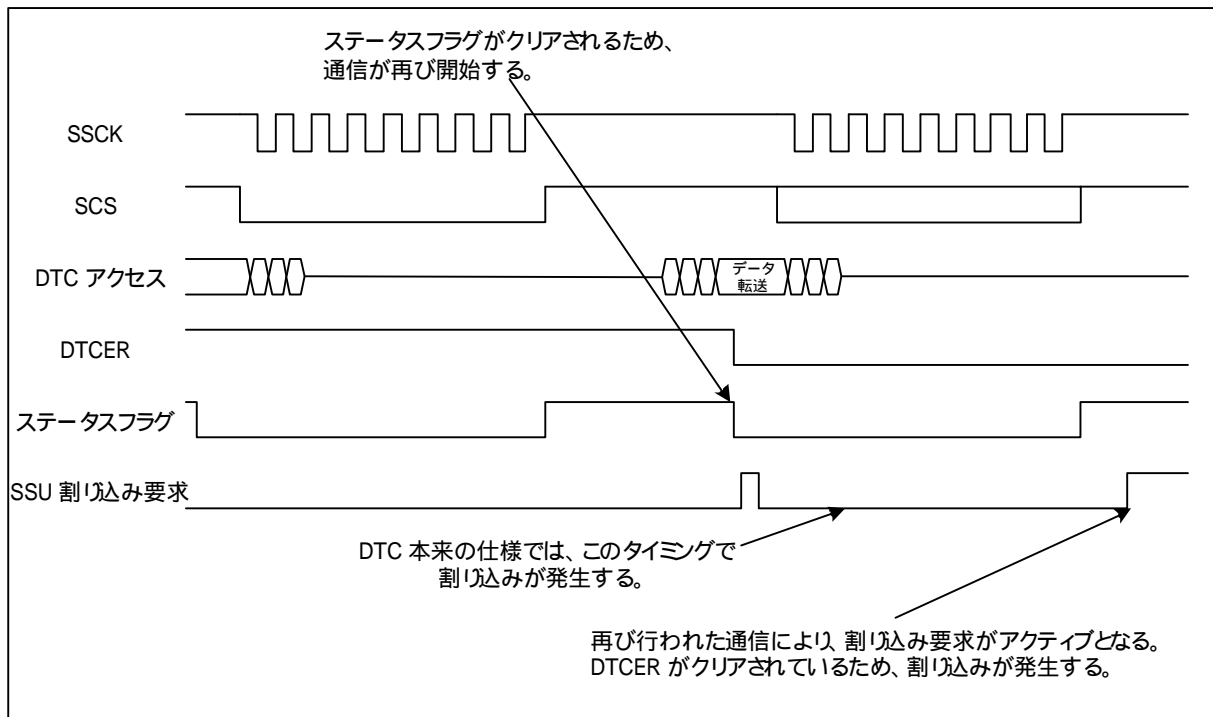 ステータスフラグがクリアされるため、
通信が再び開始する。
SSCK
SCS
DTC アクセス
データ
転送
DTCER
ステータスフラグ
SSU 割り込み要求
DTC 本来の仕様では、このタイミングで
割り込みが発生する。
再び行われた通信により、割り込み要求がアクティブとなる。
DTCER がクリアされているため、割り込みが発生する。